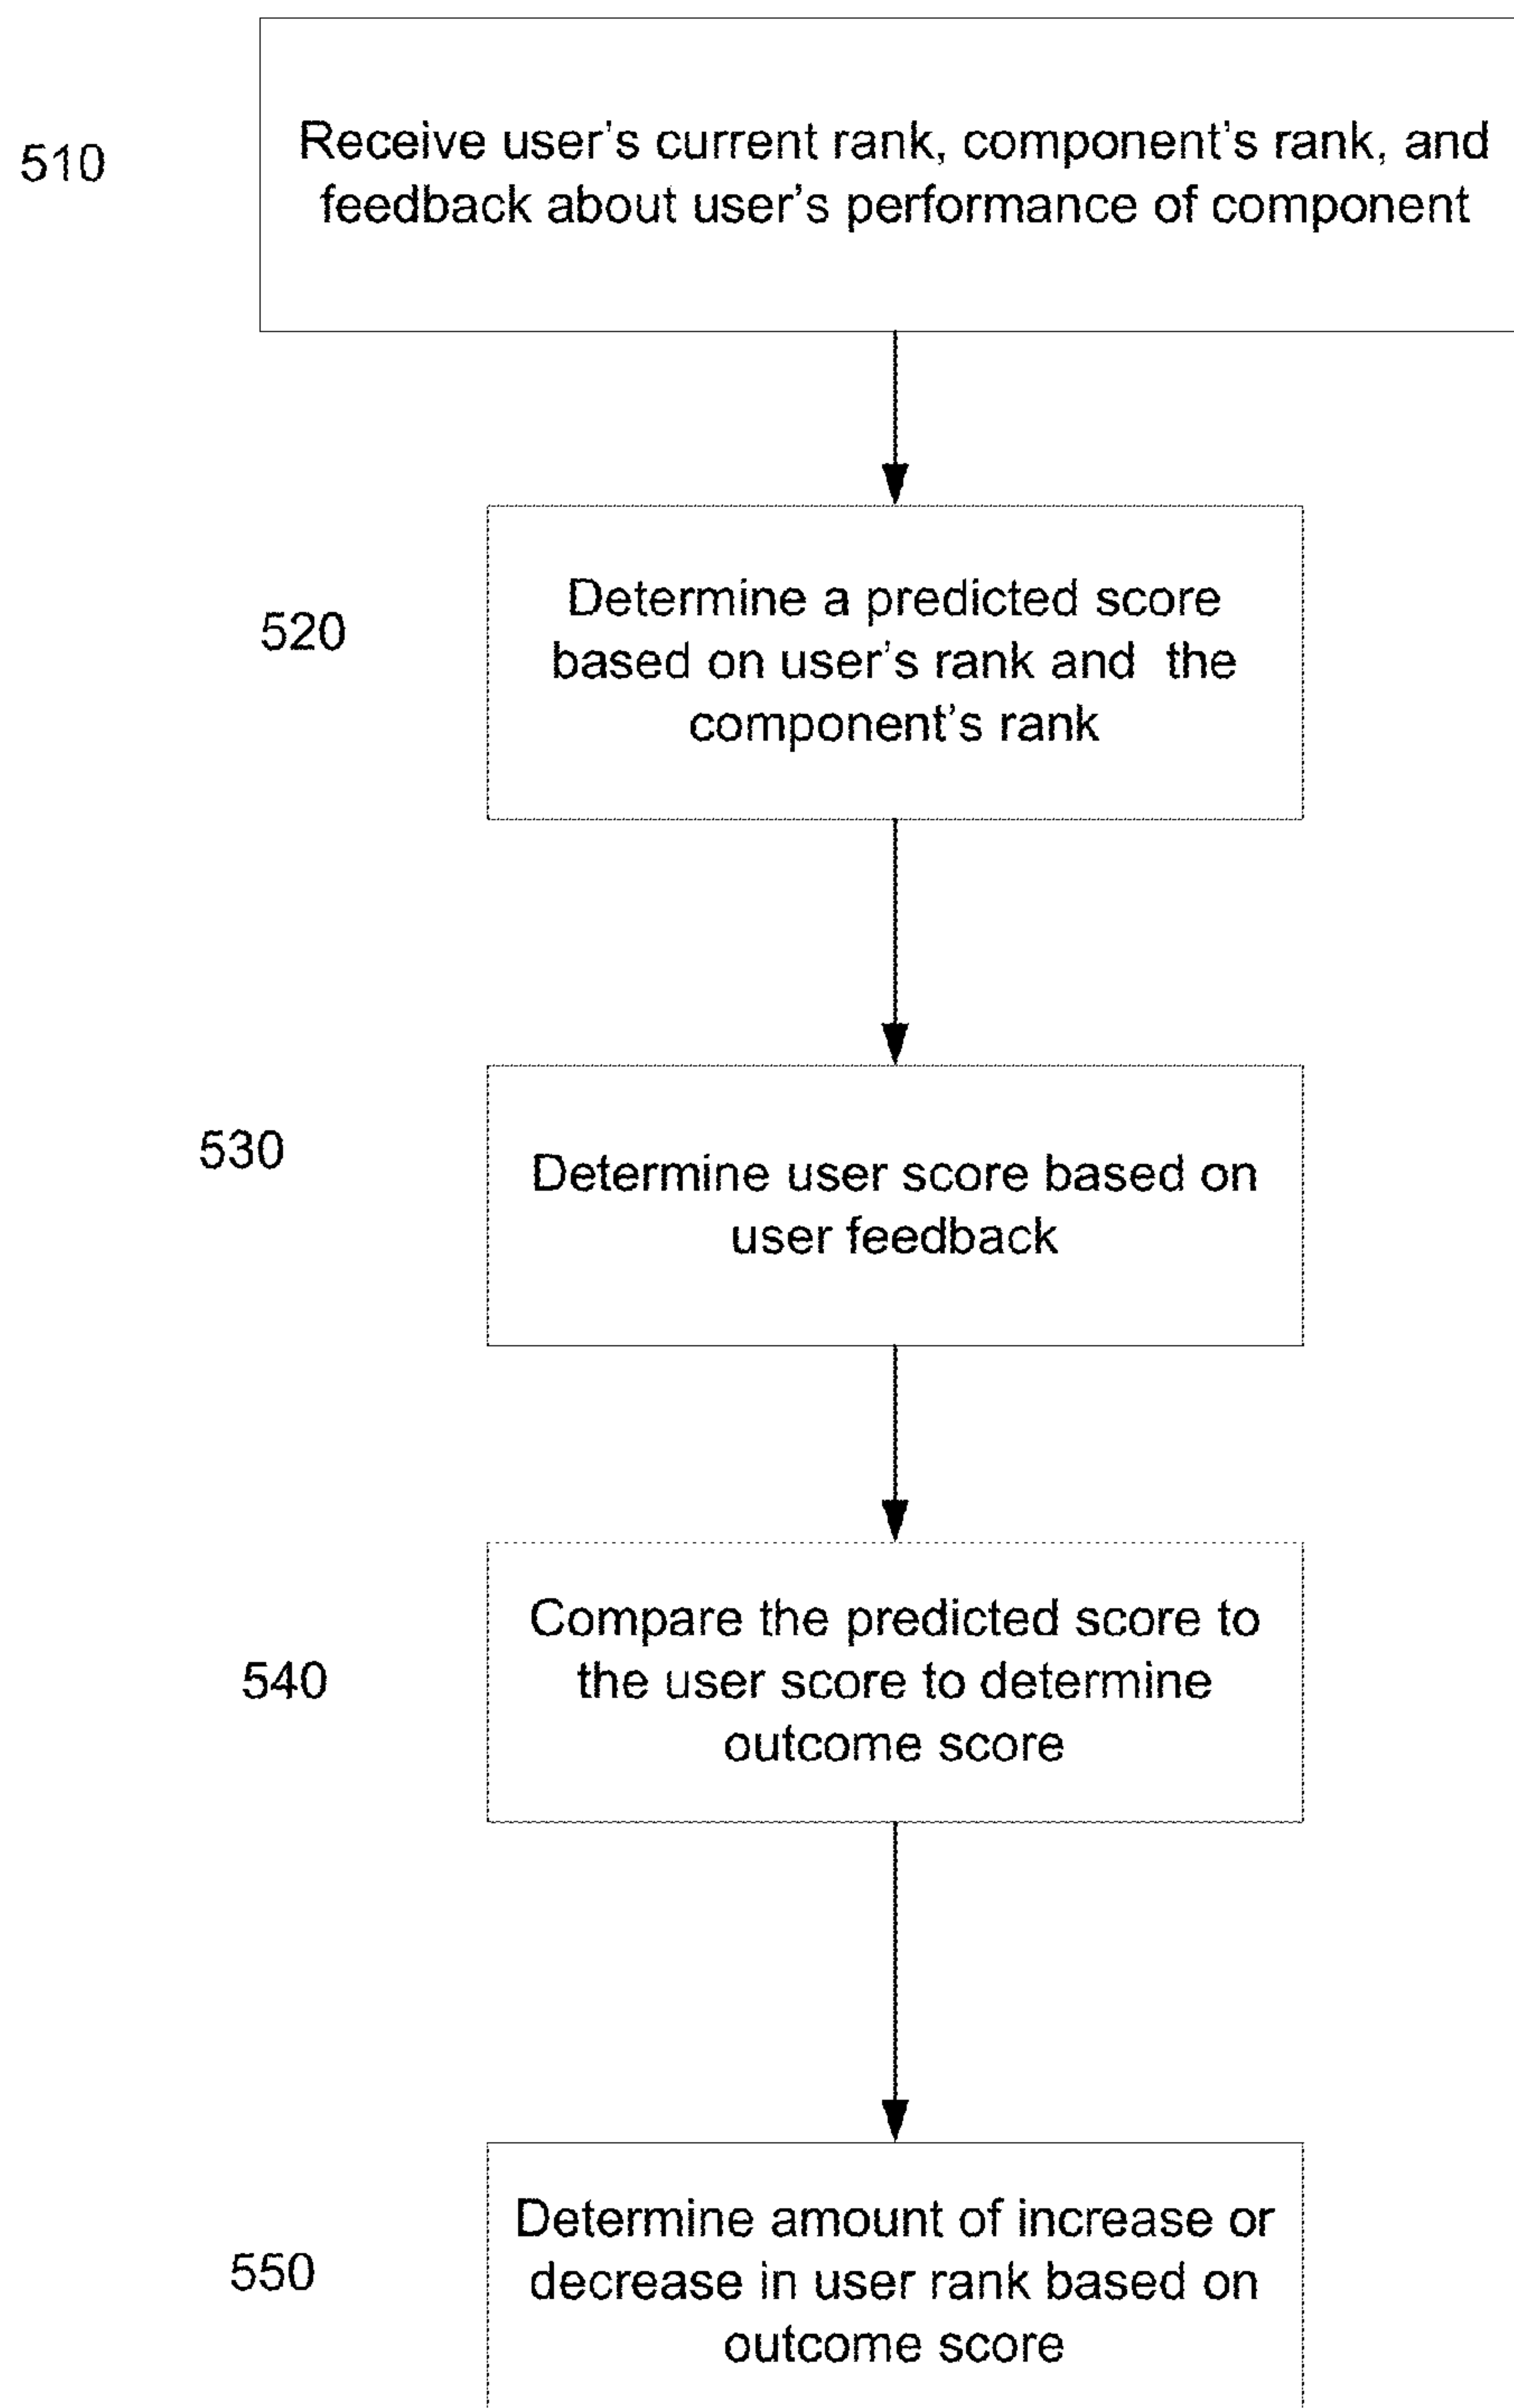 510
Receive user's current rank, component's rank, and
feedback about user's performance of component
520
Determine a predicted score
based on user's rank and the
component's rank
530
Determine user score based on
user feedback
540
Compare the predicted score to
the user score to determine
outcome score
550
Determine amount of increase or
decrease in user rank based on
outcome score